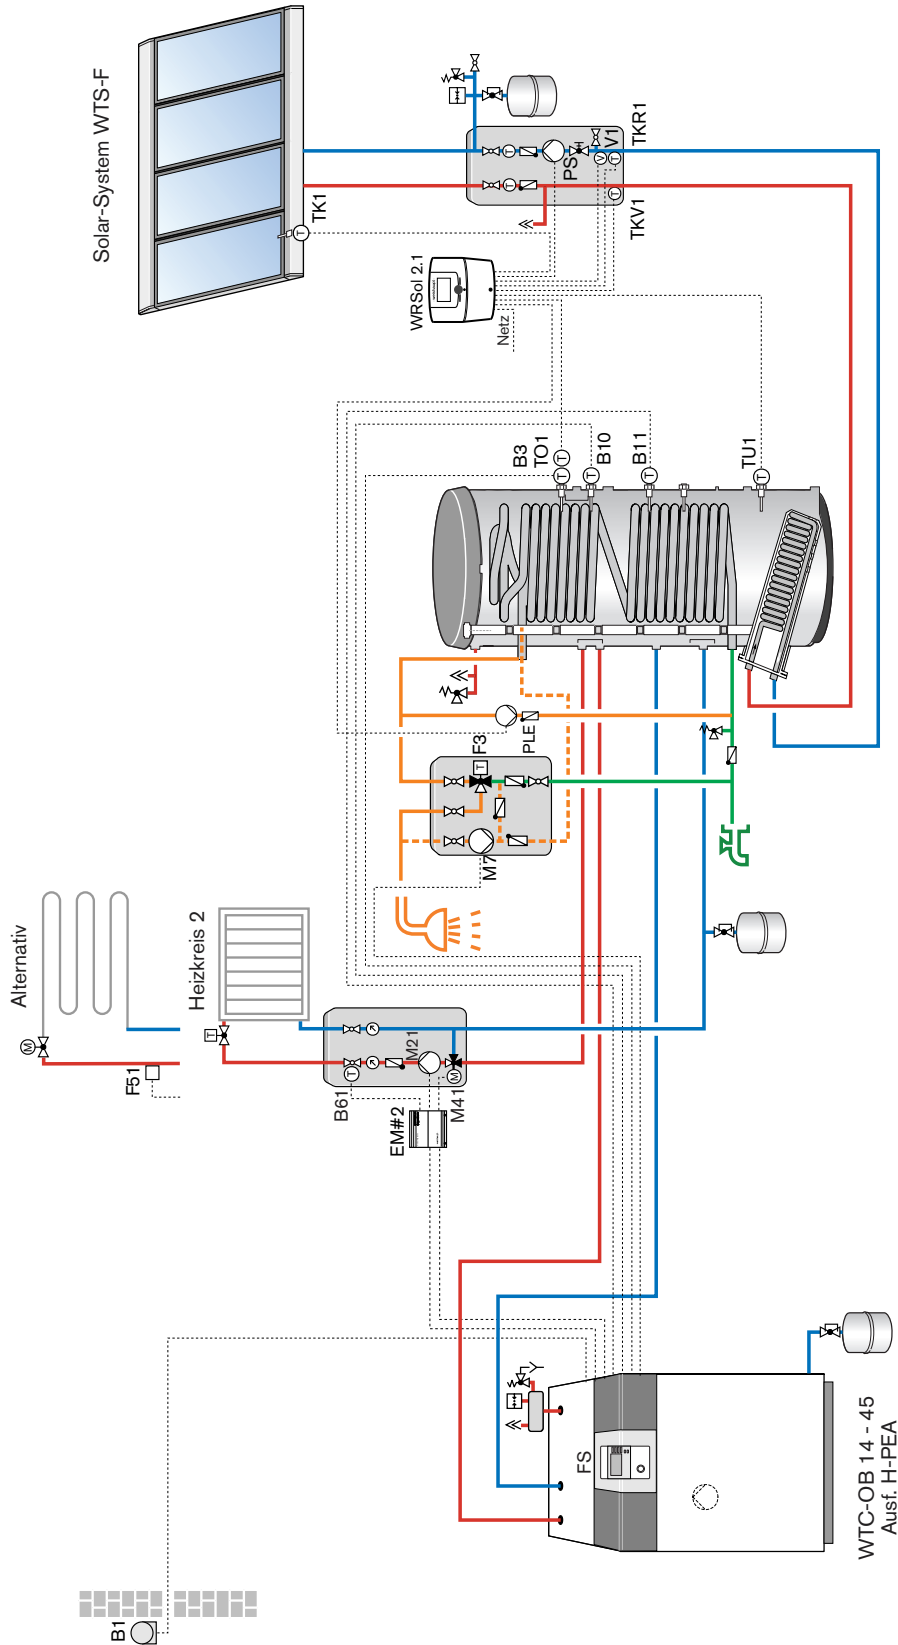 B1
WTC-OB 14 - 45
Ausf. H-PEA
FS
Alternativ
M
F51
Heizkreis 2
T
B61
T
M21
M41
M
EM#2
M7
F3
T
PLE
B3
TO1
T
T
B10
T
B11
T
TU1
T
WRSol 2.1
Netz
Solar-System WTS-F
TK1
T
T
T
PS
V
V1
T
TKR1
T
TKV1